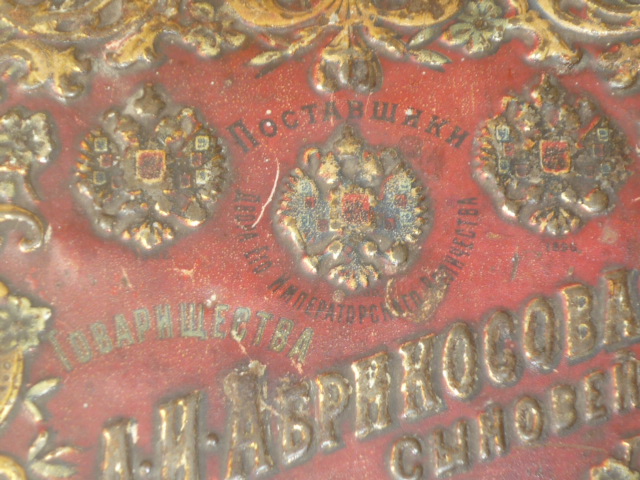 Поставщики
Двора Его Императорского Величества
Товарищества
А. И. Абрикосова
Сыновей